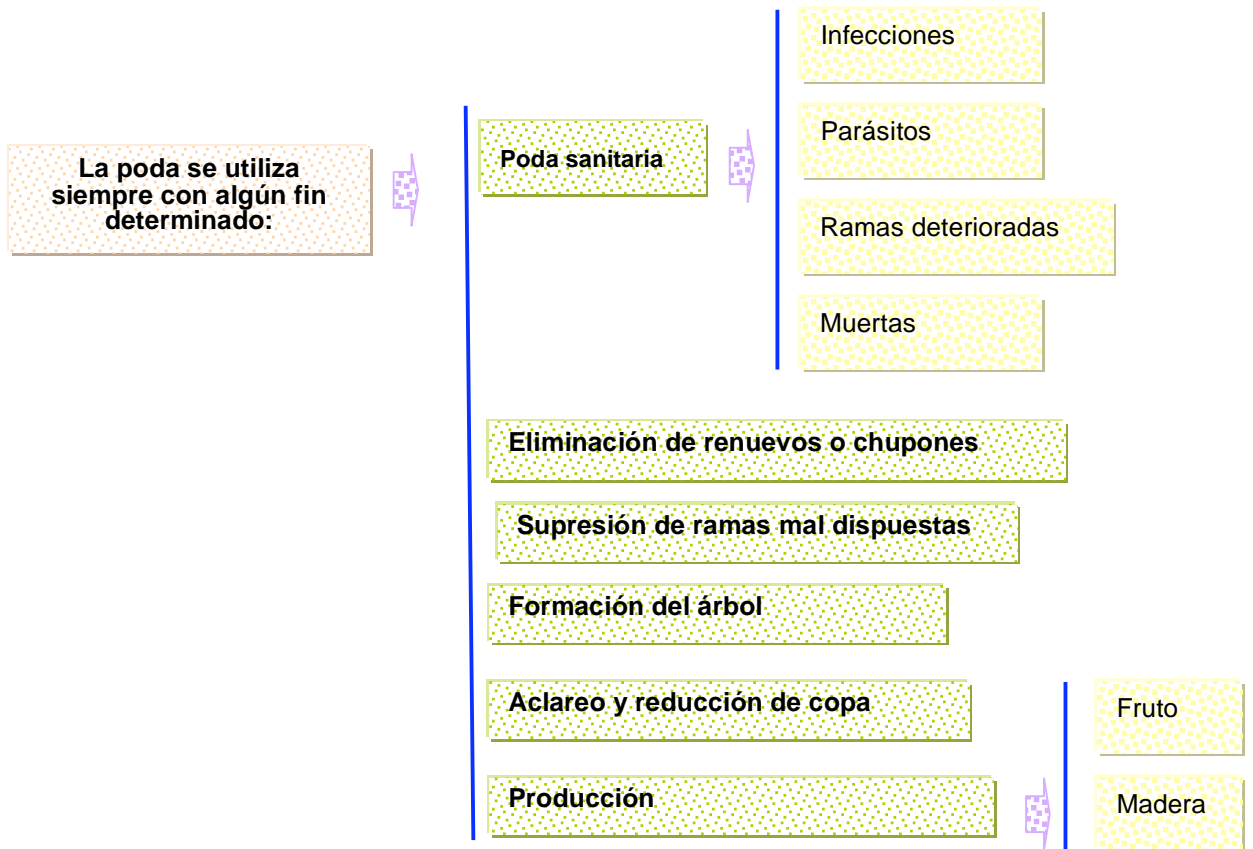 La poda se utiliza
siempre con algún fin
determinado:
Poda sanitaria
Infecciones
Parásitos
Ramas deterioradas
Muertas
Eliminación de renuevos o chupones
Supresión de ramas mal dispuestas
Formación del árbol
Aclareo y reducción de copa
Producción
Fruto
Madera